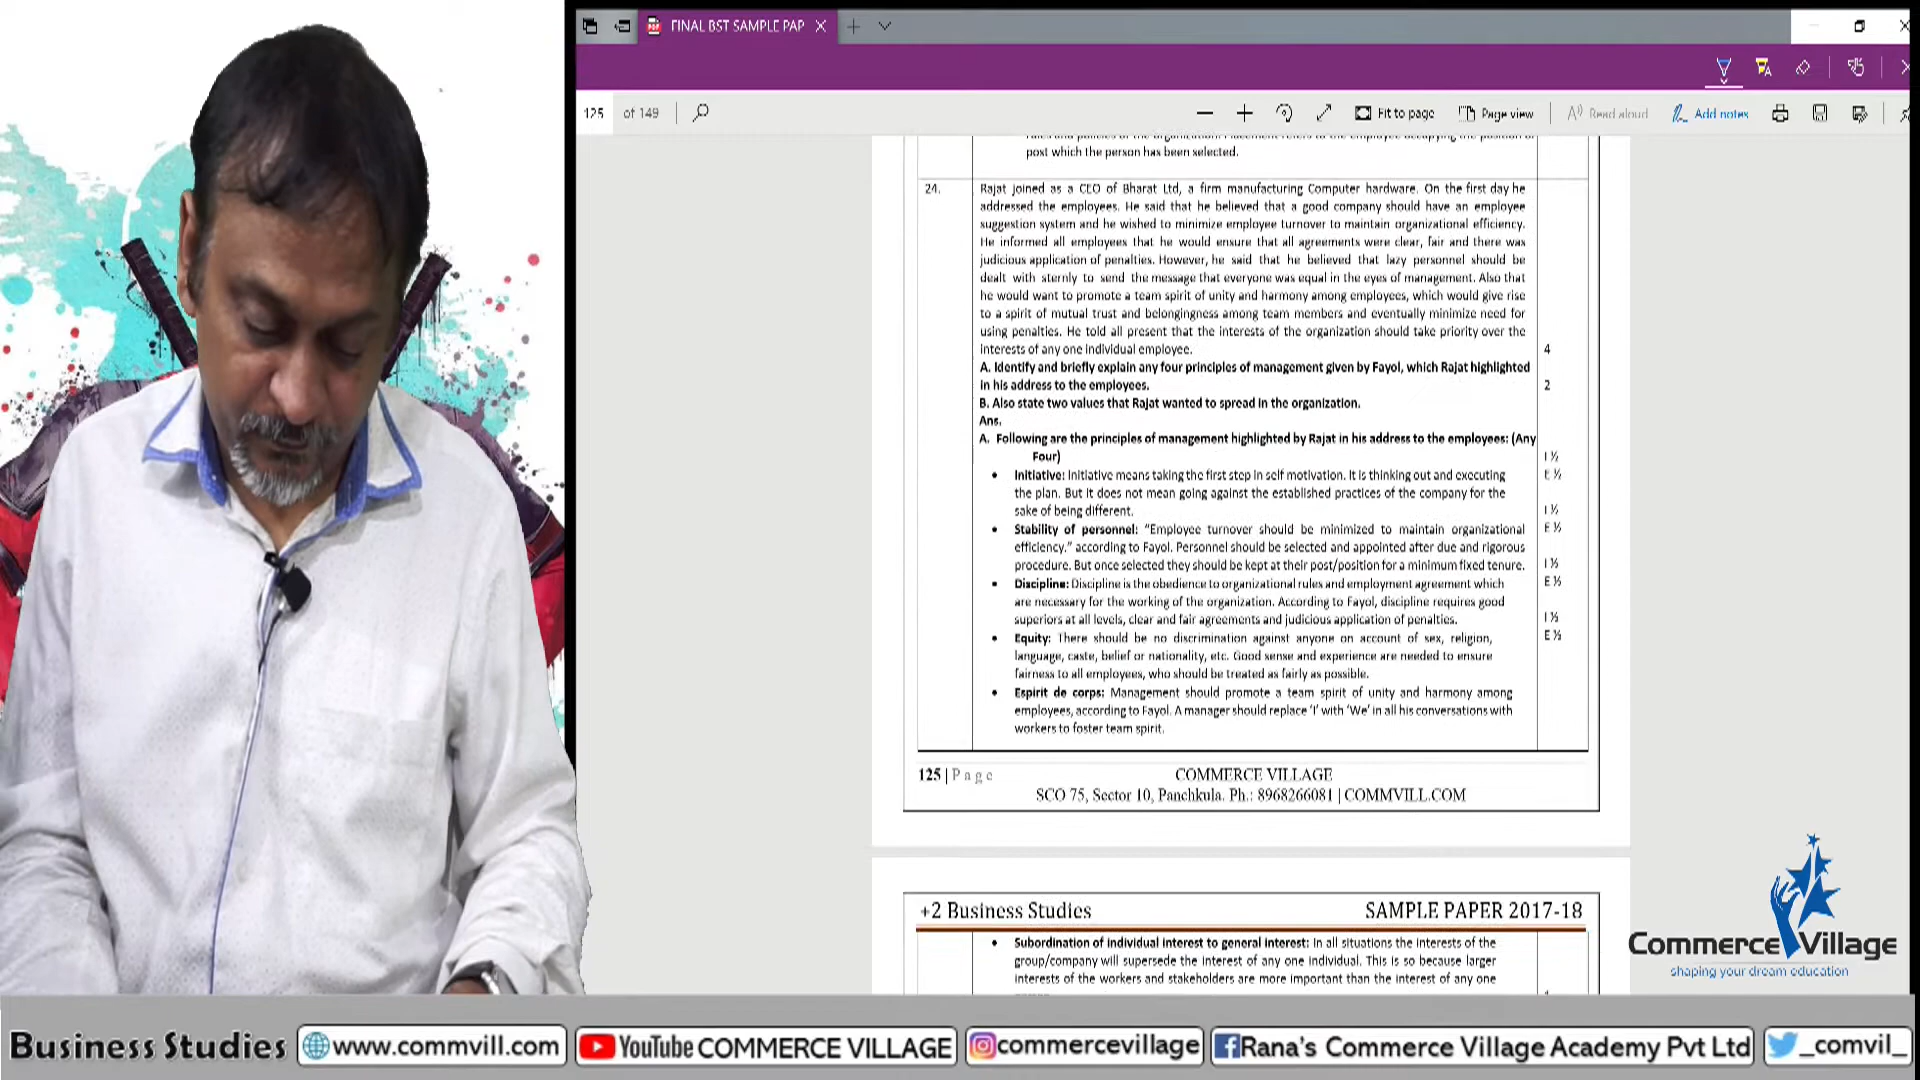 FINAL BST SAMPLE PAP
125 of 149
Fit to page
Page view
Read aloud
Add notes
post which the person has been selected.
24.
Rajat joined as a CEO of Bharat Ltd, a firm manufacturing Computer hardware. On the first day he
addressed the employees. He said that he believed that a good company should have an employee
suggestion system and he wished to minimize employee turnover to maintain organizational efficiency.
He informed all employees that he would ensure that all agreements were clear, fair and there was
judicious application of penalties. However, he said that he believed that lazy personnel should be
dealt with sternly to send the message that everyone was equal in the eyes of management. Also that
he would want to promote a team spirit of unity and harmony among employees, which would give rise
to a spirit of mutual trust and belongingness among team members and eventually minimize need for
using penalties. He told all present that the interests of the organization should take priority over the
interests of any one individual employee. 4
A. Identify and briefly explain any four principles of management given by Fayol, which Rajat highlighted
in his address to the employees. 2
B. Also state two values that Rajat wanted to spread in the organization.
Ans.
A. Following are the principles of management highlighted by Rajat in his address to the employees: (Any
Four) I ½
• Initiative: Initiative means taking the first step in self motivation. It is thinking out and executing E ½
the plan. But it does not mean going against the established practices of the company for the
sake of being different. I ½
• Stability of personnel: "Employee turnover should be minimized to maintain organizational E ½
efficiency." according to Fayol. Personnel should be selected and appointed after due and rigorous
procedure. But once selected they should be kept at their post/position for a minimum fixed tenure. I ½
• Discipline: Discipline is the obedience to organizational rules and employment agreement which E ½
are necessary for the working of the organization. According to Fayol, discipline requires good
superiors at all levels, clear and fair agreements and judicious application of penalties. I ½
• Equity: There should be no discrimination against anyone on account of sex, religion, E ½
language, caste, belief or nationality, etc. Good sense and experience are needed to ensure
fairness to all employees, who should be treated as fairly as possible.
• Espirit de corps: Management should promote a team spirit of unity and harmony among
employees, according to Fayol. A manager should replace 'I' with 'We' in all his conversations with
workers to foster team spirit.
125 | Page
COMMERCE VILLAGE
SCO 75, Sector 10, Panchkula. Ph.: 8968266081 | COMMVILL.COM
+2 Business Studies SAMPLE PAPER 2017-18
• Subordination of individual interest to general interest: In all situations the interests of the
group/company will supersede the interest of any one individual. This is so because larger
interests of the workers and stakeholders are more important than the interest of any one
Commerce Village
shaping your dream education
Business Studies
www.commvill.com
YouTube COMMERCE VILLAGE
commercevillage
Rana's Commerce Village Academy Pvt Ltd
_comvil_